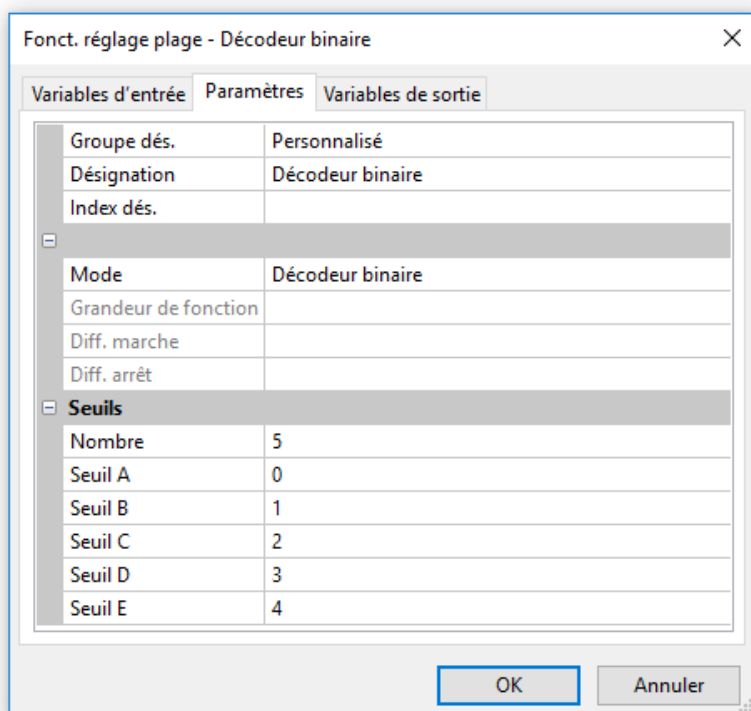 Fonct. réglage plage - Décodeur binaire
Variables d'entrée Paramètres Variables de sortie
Groupe dés. Personnalisé
Désignation Décodeur binaire
Index dés.
Mode Décodeur binaire
Grandeur de fonction
Diff. marche
Diff. arrêt
Seuils
Nombre 5
Seuil A 0
Seuil B 1
Seuil C 2
Seuil D 3
Seuil E 4
OK Annuler